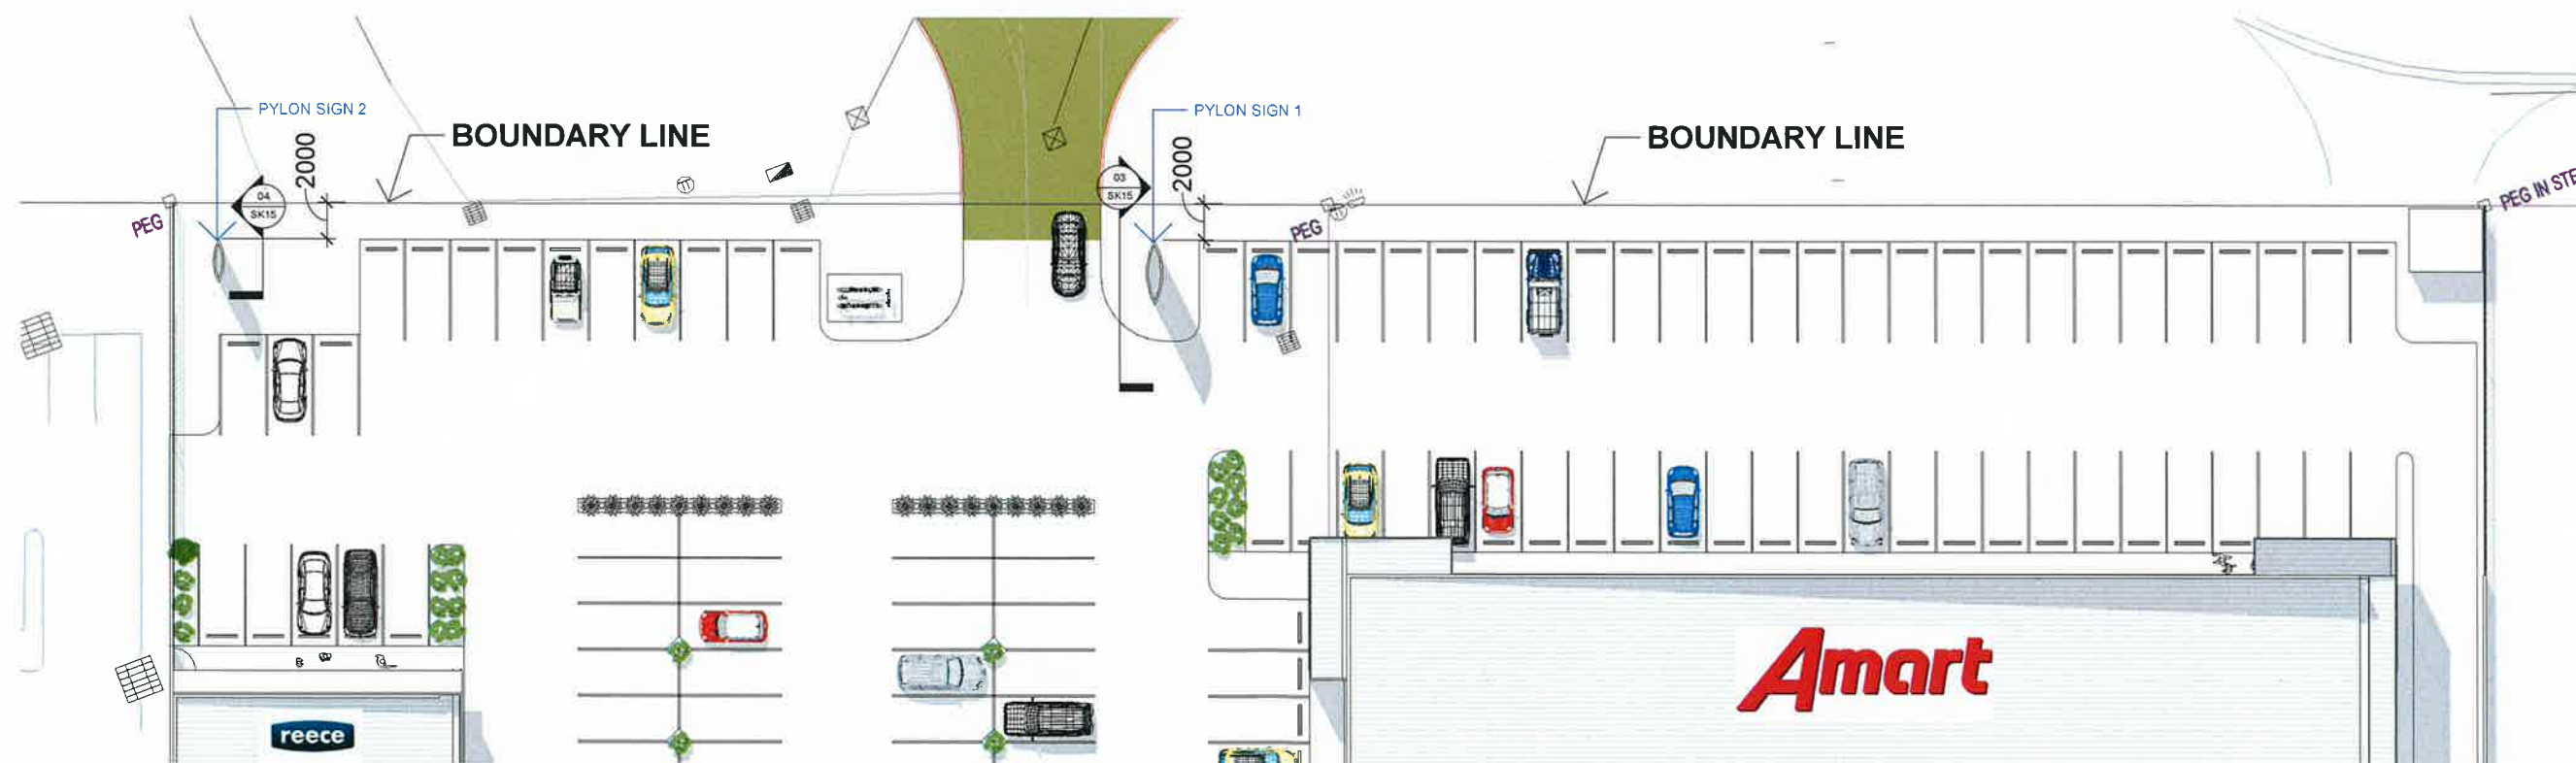 PYLON SIGN 2
BOUNDARY LINE
2000
04
SK15
PEG
PYLON SIGN 1
BOUNDARY LINE
2000
03
SK15
PEG
PEG IN STE
reece
Amart